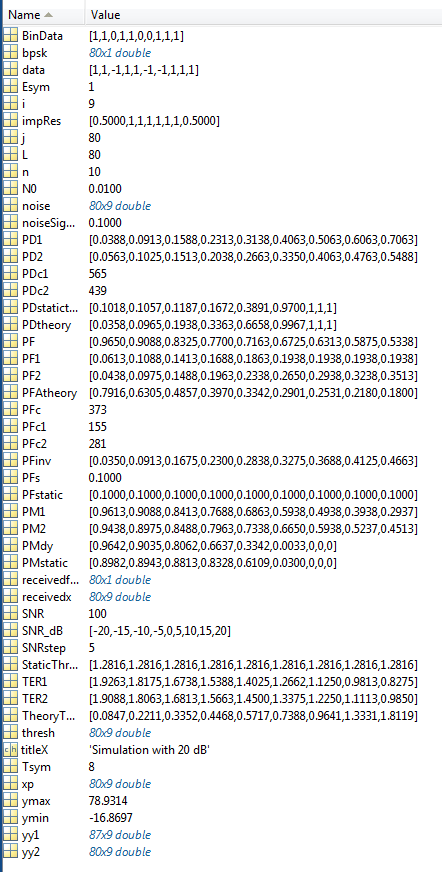 Name Value
BinData [1,1,0,1,1,0,0,1,1,1]
bpsk 80x1 double
data [1,1,-1,1,1,-1,-1,1,1,1]
Esym 1
i 9
impRes [0.5000,1,1,1,1,1,1,0.5000]
j 80
L 80
n 10
N0 0.0100
noise 80x9 double
noiseSig... 0.1000
PD1 [0.0388,0.0913,0.1588,0.2313,0.3138,0.4063,0.5063,0.6063,0.7063]
PD2 [0.0563,0.1025,0.1513,0.2038,0.2663,0.3350,0.4063,0.4763,0.5488]
PDc1 565
PDc2 439
PDstatict... [0.1018,0.1057,0.1187,0.1672,0.3891,0.9700,1,1,1]
PDtheory [0.0358,0.0965,0.1938,0.3363,0.6658,0.9967,1,1,1]
PF [0.9650,0.9088,0.8325,0.7700,0.7163,0.6725,0.6313,0.5875,0.5338]
PF1 [0.0613,0.1088,0.1413,0.1688,0.1863,0.1938,0.1938,0.1938,0.1938]
PF2 [0.0438,0.0975,0.1488,0.1963,0.2338,0.2650,0.2938,0.3238,0.3513]
PFAtheory [0.7916,0.6305,0.4857,0.3970,0.3342,0.2901,0.2531,0.2180,0.1800]
PFc 373
PFc1 155
PFc2 281
PFinv [0.0350,0.0913,0.1675,0.2300,0.2838,0.3275,0.3688,0.4125,0.4663]
PFs 0.1000
PFstatic [0.1000,0.1000,0.1000,0.1000,0.1000,0.1000,0.1000,0.1000,0.1000]
PM1 [0.9613,0.9088,0.8413,0.7688,0.6863,0.5938,0.4938,0.3938,0.2937]
PM2 [0.9438,0.8975,0.8488,0.7963,0.7338,0.6650,0.5938,0.5237,0.4513]
PMdy [0.9642,0.9035,0.8062,0.6637,0.3342,0.0033,0,0,0]
PMstatic [0.8982,0.8943,0.8813,0.8328,0.6109,0.0300,0,0,0]
receivedf... 80x1 double
receivedx 80x9 double
SNR 100
SNR_dB [-20,-15,-10,-5,0,5,10,15,20]
SNRstep 5
StaticThr... [1.2816,1.2816,1.2816,1.2816,1.2816,1.2816,1.2816,1.2816,1.2816]
TER1 [1.9263,1.8175,1.6738,1.5388,1.4025,1.2662,1.1250,0.9813,0.8275]
TER2 [1.9088,1.8063,1.6813,1.5663,1.4500,1.3375,1.2250,1.1113,0.9850]
TheoryT... [0.0847,0.2211,0.3352,0.4468,0.5717,0.7388,0.9641,1.3331,1.8119]
thresh 80x9 double
titleX 'Simulation with 20 dB'
Tsym 8
xp 80x9 double
ymax 78.9314
ymin -16.8697
yy1 87x9 double
yy2 80x9 double